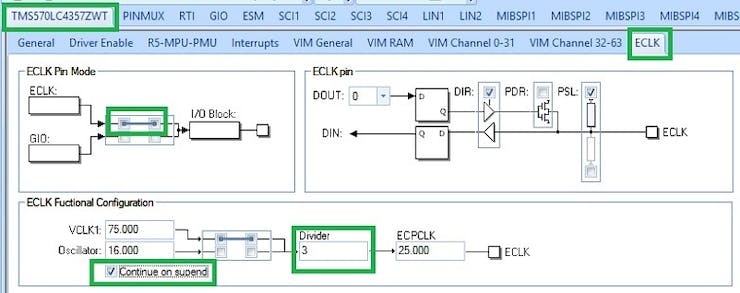 TMS570LC4357ZWT PINMUX RTI GIO ESM SCI1 SCI2 SCI3 SCI4 LIN1 LIN2 MIBSPI1 MIBSPI2 MIBSPI3 MIBSPI4 MIBSPI
General Driver Enable R5-MPU-PMU Interrupts VIM General VIM RAM VIM Channel 0-31 VIM Channel 32-63 ECLK
ECLK Pin Mode
ECLK:
GIO:
I/O Block:
ECLK pin
DOUT: 0
D Q
DIR:
PDR:
PSL:
DIN:
Q D
ECLK
ECLK Fuctional Configuration
VCLK1: 75.000
Oscillator: 16.000
Continue on supend
Divider
3
ECPCLK
25.000
ECLK